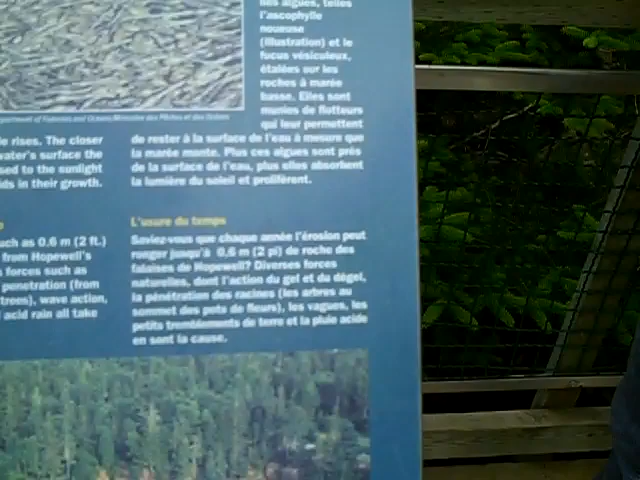 des algues, telles
l'ascophylle
noueuse
(illustration) et le
fucus vésiculeux,
étalées sur les
roches à marée
basse. Elles sont
munies de flotteurs
qui leur permettent
de rester à la surface de l'eau à mesure que
la marée monte. Plus ces algues sont près
de la surface de l'eau, plus elles absorbent
la lumière du soleil et prolifèrent.
rises. The closer
water's surface the
sed to the sunlight
ds in their growth.
L'usure du temps
Saviez-vous que chaque année l'érosion peut
ronger jusqu'à 0,6 m (2 pi) de roche des
falaises de Hopewell? Diverses forces
naturelles, dont l'action du gel et du dégel,
la pénétration des racines (les arbres au
sommet des pots de fleurs), les vagues, les
petits tremblements de terre et la pluie acide
en sont la cause.
uch as 0.6 m (2 ft.)
from Hopewell's
forces such as
penetration (from
trees), wave action,
acid rain all take